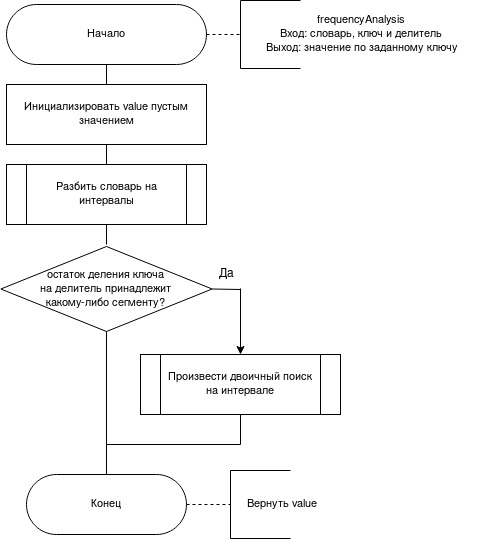 Начало
frequencyAnalysis
Вход: словарь, ключ и делитель
Выход: значение по заданному ключу
Инициализировать value пустым
значением
Разбить словарь на
интервалы
остаток деления ключа
на делитель принадлежит
какому-либо сегменту?
Да
Произвести двоичный поиск
на интервале
Конец
Вернуть value